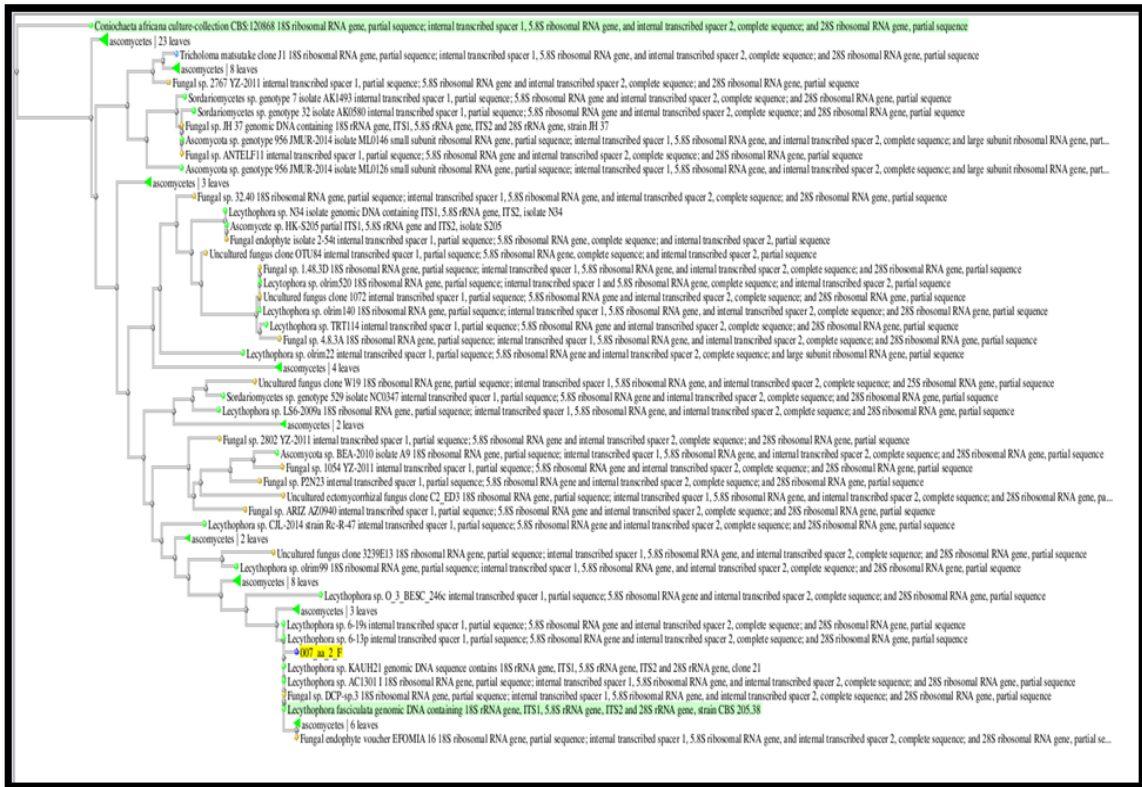 Coniochaeta africana culture-collection CBS:120868 18S ribosomal RNA gene, partial sequence; internal transcribed spacer 1, 5.8S ribosomal RNA gene, and internal transcribed spacer 2, complete sequence; and 28S ribosomal RNA gene, partial sequence
ascomycetes | 23 leaves
Tricholoma matsutake clone J1 18S ribosomal RNA gene, partial sequence; internal transcribed spacer 1, 5.8S ribosomal RNA gene, and internal transcribed spacer 2, complete sequence; and 28S ribosomal RNA gene, partial sequence
ascomycetes | 8 leaves
Fungal sp. 2767 YZ-2011 internal transcribed spacer 1, partial sequence; 5.8S ribosomal RNA gene and internal transcribed spacer 2, complete sequence; and 28S ribosomal RNA gene, partial sequence
Sordariomycetes sp. genotype 7 isolate AK1493 internal transcribed spacer 1, partial sequence; 5.8S ribosomal RNA gene and internal transcribed spacer 2, complete sequence; and 28S ribosomal RNA gene, partial sequence
Sordariomycetes sp. genotype 32 isolate AK0580 internal transcribed spacer 1, partial sequence; 5.8S ribosomal RNA gene and internal transcribed spacer 2, complete sequence; and 28S ribosomal RNA gene, partial sequence
Fungal sp. JH 37 genomic DNA containing 18S rRNA gene, ITS1, 5.8S rRNA gene, ITS2 and 28S rRNA gene, strain JH 37
Ascomycota sp. genotype 956 JMUR-2014 isolate ML0146 small subunit ribosomal RNA gene, partial sequence; internal transcribed spacer 1, 5.8S ribosomal RNA gene, and internal transcribed spacer 2, complete sequence; and large subunit ribosomal RNA gene, part...
Fungal sp. ANTELF11 internal transcribed spacer 1, partial sequence; 5.8S ribosomal RNA gene and internal transcribed spacer 2, complete sequence; and 28S ribosomal RNA gene, partial sequence
Ascomycota sp. genotype 956 JMUR-2014 isolate ML0126 small subunit ribosomal RNA gene, partial sequence; internal transcribed spacer 1, 5.8S ribosomal RNA gene, and internal transcribed spacer 2, complete sequence; and large subunit ribosomal RNA gene, part...
ascomycetes | 3 leaves
Fungal sp. 32.40 18S ribosomal RNA gene, partial sequence; internal transcribed spacer 1, 5.8S ribosomal RNA gene, and internal transcribed spacer 2, complete sequence; and 28S ribosomal RNA gene, partial sequence
Lecythophora sp. N34 isolate genomic DNA containing ITS1, 5.8S rRNA gene, ITS2, isolate N34
Ascomycete sp. HK-S205 partial ITS1, 5.8S rRNA gene and ITS2, isolate S205
Fungal endophyte isolate 2-54t internal transcribed spacer 1, partial sequence; 5.8S ribosomal RNA gene, complete sequence; and internal transcribed spacer 2, partial sequence
Uncultured fungus clone OTU84 internal transcribed spacer 1, partial sequence; 5.8S ribosomal RNA gene, complete sequence; and internal transcribed spacer 2, partial sequence
Fungal sp. 1.48.3D 18S ribosomal RNA gene, partial sequence; internal transcribed spacer 1, 5.8S ribosomal RNA gene, and internal transcribed spacer 2, complete sequence; and 28S ribosomal RNA gene, partial sequence
Lecytophora sp. olrim520 18S ribosomal RNA gene, partial sequence; internal transcribed spacer 1 and 5.8S ribosomal RNA gene, complete sequence; and internal transcribed spacer 2, partial sequence
Uncultured fungus clone 1072 internal transcribed spacer 1, partial sequence; 5.8S ribosomal RNA gene and internal transcribed spacer 2, complete sequence; and 28S ribosomal RNA gene, partial sequence
Lecythophora sp. olrim140 18S ribosomal RNA gene, partial sequence; internal transcribed spacer 1, 5.8S ribosomal RNA gene, and internal transcribed spacer 2, complete sequence; and 28S ribosomal RNA gene, partial sequence
Lecythophora sp. TRT114 internal transcribed spacer 1, partial sequence; 5.8S ribosomal RNA gene and internal transcribed spacer 2, complete sequence; and 28S ribosomal RNA gene, partial sequence
Fungal sp. 4.8.3A 18S ribosomal RNA gene, partial sequence; internal transcribed spacer 1, 5.8S ribosomal RNA gene, and internal transcribed spacer 2, complete sequence; and 28S ribosomal RNA gene, partial sequence
Lecythophora sp. olrim22 internal transcribed spacer 1, partial sequence; 5.8S ribosomal RNA gene and internal transcribed spacer 2, complete sequence; and large subunit ribosomal RNA gene, partial sequence
ascomycetes | 4 leaves
Uncultured fungus clone W19 18S ribosomal RNA gene, partial sequence; internal transcribed spacer 1, 5.8S ribosomal RNA gene, and internal transcribed spacer 2, complete sequence; and 25S ribosomal RNA gene, partial sequence
Sordariomycetes sp. genotype 529 isolate NC0347 internal transcribed spacer 1, partial sequence; 5.8S ribosomal RNA gene and internal transcribed spacer 2, complete sequence; and 28S ribosomal RNA gene, partial sequence
Lecythophora sp. LS6-2009a 18S ribosomal RNA gene, partial sequence; internal transcribed spacer 1, 5.8S ribosomal RNA gene, and internal transcribed spacer 2, complete sequence; and 28S ribosomal RNA gene, partial sequence
ascomycetes | 2 leaves
Fungal sp. 2802 YZ-2011 internal transcribed spacer 1, partial sequence; 5.8S ribosomal RNA gene and internal transcribed spacer 2, complete sequence; and 28S ribosomal RNA gene, partial sequence
Ascomycota sp. BEA-2010 isolate A9 18S ribosomal RNA gene, partial sequence; internal transcribed spacer 1, 5.8S ribosomal RNA gene, and internal transcribed spacer 2, complete sequence; and 28S ribosomal RNA gene, partial sequence
Fungal sp. 1054 YZ-2011 internal transcribed spacer 1, partial sequence; 5.8S ribosomal RNA gene and internal transcribed spacer 2, complete sequence; and 28S ribosomal RNA gene, partial sequence
Fungal sp. P2N23 internal transcribed spacer 1, partial sequence; 5.8S ribosomal RNA gene and internal transcribed spacer 2, complete sequence; and 28S ribosomal RNA gene, partial sequence
Uncultured ectomycorrhizal fungus clone C2_ED3 18S ribosomal RNA gene, partial sequence; internal transcribed spacer 1, 5.8S ribosomal RNA gene, and internal transcribed spacer 2, complete sequence; and 28S ribosomal RNA gene, pa...
Fungal sp. ARIZ AZ0940 internal transcribed spacer 1, partial sequence; 5.8S ribosomal RNA gene and internal transcribed spacer 2, complete sequence; and 28S ribosomal RNA gene, partial sequence
Lecythophora sp. CJL-2014 strain Rc-R-47 internal transcribed spacer 1, partial sequence; 5.8S ribosomal RNA gene and internal transcribed spacer 2, complete sequence; and 28S ribosomal RNA gene, partial sequence
ascomycetes | 2 leaves
Uncultured fungus clone 3239E13 18S ribosomal RNA gene, partial sequence; internal transcribed spacer 1, 5.8S ribosomal RNA gene, and internal transcribed spacer 2, complete sequence; and 28S ribosomal RNA gene, partial sequence
Lecythophora sp. olrim99 18S ribosomal RNA gene, partial sequence; internal transcribed spacer 1, 5.8S ribosomal RNA gene, and internal transcribed spacer 2, complete sequence; and 28S ribosomal RNA gene, partial sequence
ascomycetes | 8 leaves
Lecythophora sp. O_3_BESC_246c internal transcribed spacer 1, partial sequence; 5.8S ribosomal RNA gene and internal transcribed spacer 2, complete sequence; and 28S ribosomal RNA gene, partial sequence
ascomycetes | 3 leaves
Lecythophora sp. 6-19s internal transcribed spacer 1, partial sequence; 5.8S ribosomal RNA gene and internal transcribed spacer 2, complete sequence; and 28S ribosomal RNA gene, partial sequence
Lecythophora sp. 6-13p internal transcribed spacer 1, partial sequence; 5.8S ribosomal RNA gene and internal transcribed spacer 2, complete sequence; and 28S ribosomal RNA gene, partial sequence
007_aa_2_F
Lecythophora sp. KAUH21 genomic DNA sequence contains 18S rRNA gene, ITS1, 5.8S rRNA gene, ITS2 and 28S rRNA gene, clone 21
Lecythophora sp. AC1301 I 18S ribosomal RNA gene, partial sequence; internal transcribed spacer 1, 5.8S ribosomal RNA gene, and internal transcribed spacer 2, complete sequence; and 28S ribosomal RNA gene, partial sequence
Fungal sp. DCP-sp.3 18S ribosomal RNA gene, partial sequence; internal transcribed spacer 1, 5.8S ribosomal RNA gene, and internal transcribed spacer 2, complete sequence; and 28S ribosomal RNA gene, partial sequence
Lecythophora fasciculata genomic DNA containing 18S rRNA gene, ITS1, 5.8S rRNA gene, ITS2 and 28S rRNA gene, strain CBS 205.38
ascomycetes | 6 leaves
Fungal endophyte voucher EFOMIA 16 18S ribosomal RNA gene, partial sequence; internal transcribed spacer 1, 5.8S ribosomal RNA gene, and internal transcribed spacer 2, complete sequence; and 28S ribosomal RNA gene, partial se...